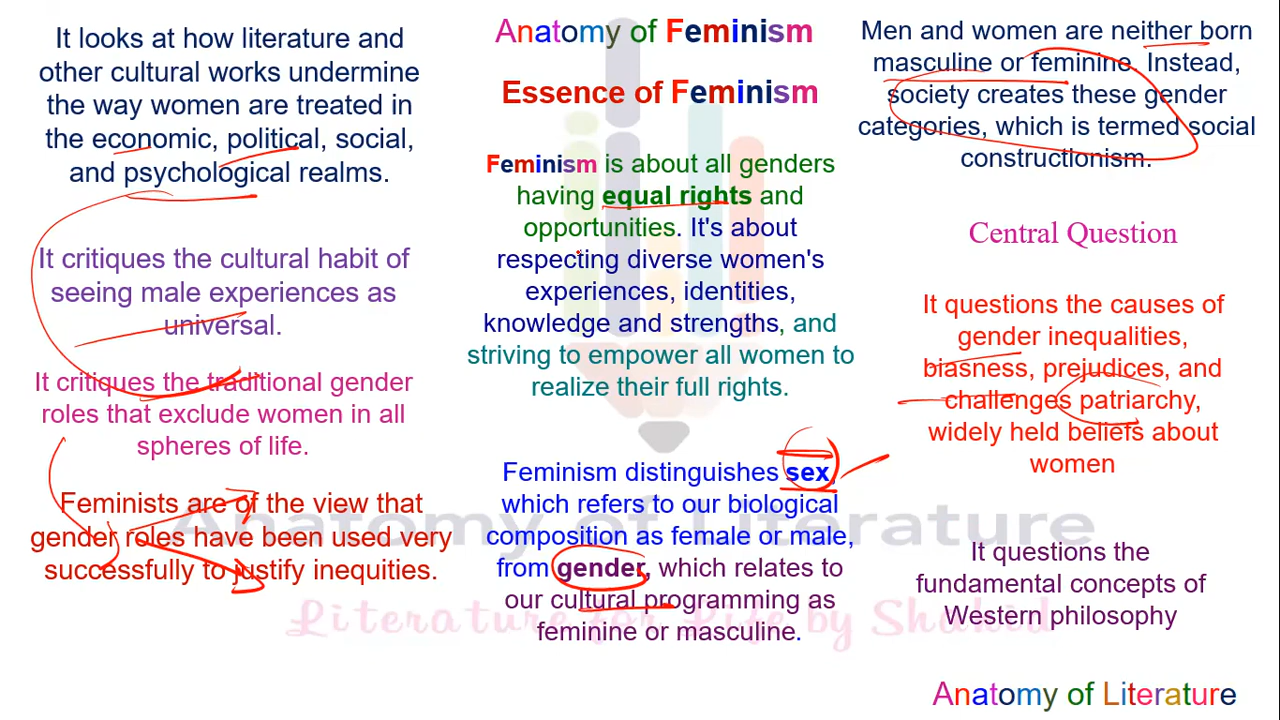 It looks at how literature and
other cultural works undermine
the way women are treated in
the economic, political, social,
and psychological realms.
It critiques the cultural habit of
seeing male experiences as
universal.
It critiques the traditional gender
roles that exclude women in all
spheres of life.
Feminists are of the view that
gender roles have been used very
successfully to justify inequities.
Anatomy of Feminism
Essence of Feminism
Feminism is about all genders
having equal rights and
opportunities. It's about
respecting diverse women's
experiences, identities,
knowledge and strengths, and
striving to empower all women to
realize their full rights.
Feminism distinguishes sex,
which refers to our biological
composition as female or male,
from gender, which relates to
our cultural programming as
feminine or masculine.
Men and women are neither born
masculine or feminine. Instead,
society creates these gender
categories, which is termed social
constructionism.
Central Question
It questions the causes of
gender inequalities,
biasness, prejudices, and
challenges patriarchy,
widely held beliefs about
women
It questions the
fundamental concepts of
Western philosophy
Anatomy of Literature
Literature for Life by Shakid
Anatomy of Literature